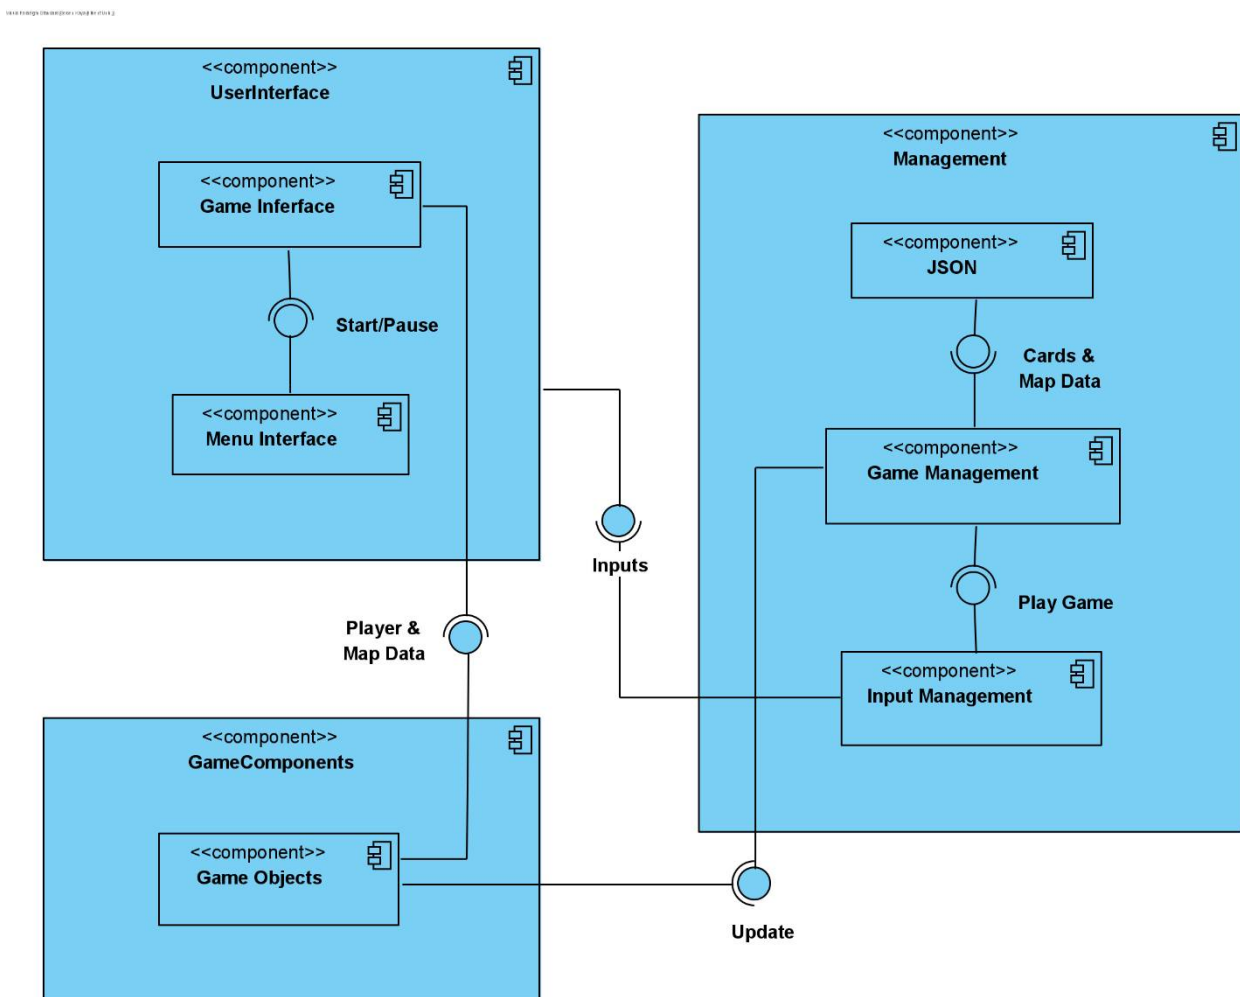 <<component>>
UserInterface
<<component>>
Game Inferface
Start/Pause
<<component>>
Menu Interface
<<component>>
Management
<<component>>
JSON
Cards &
Map Data
<<component>>
Game Management
Play Game
<<component>>
Input Management
Inputs
Player &
Map Data
<<component>>
GameComponents
<<component>>
Game Objects
Update